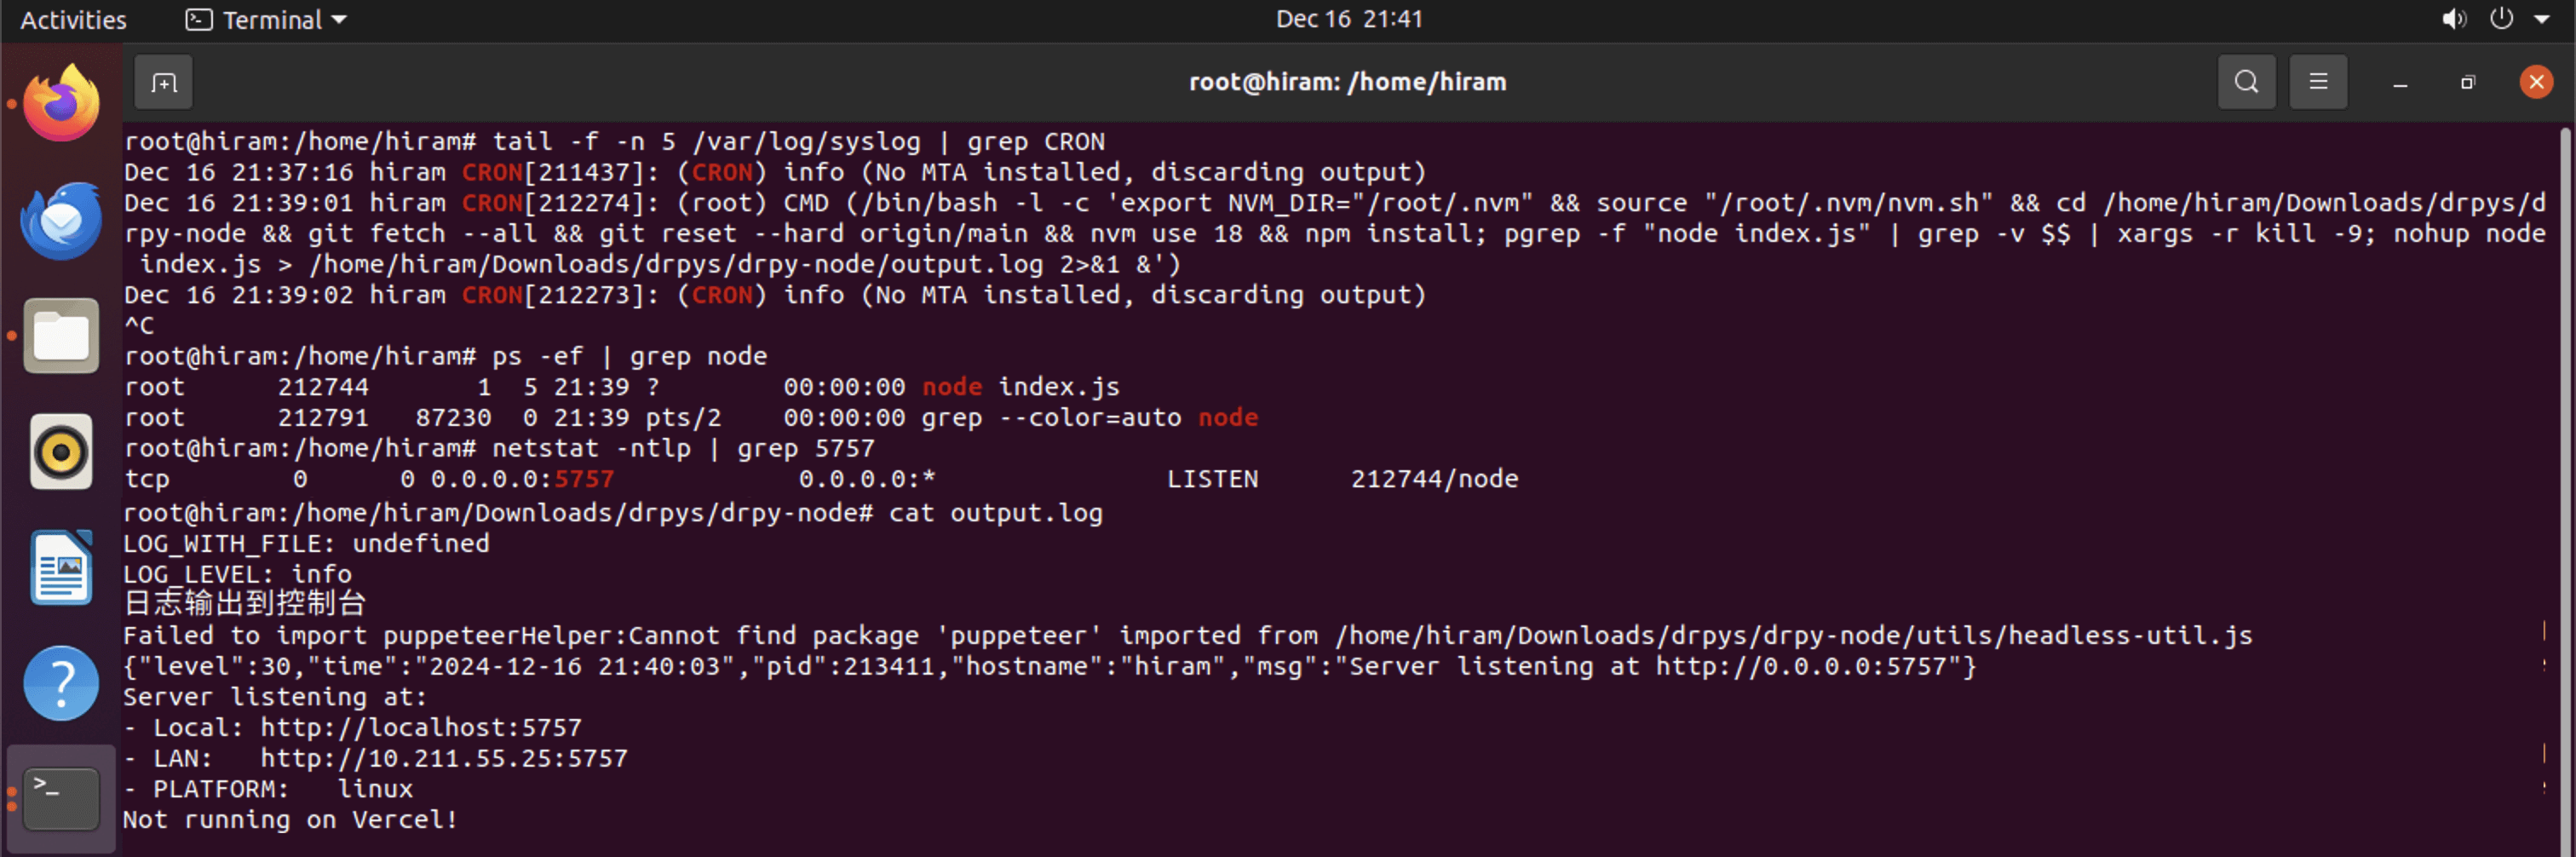 Activities
Terminal
Dec 16 21:41
root@hiram: /home/hiram
root@hiram:/home/hiram# tail -f -n 5 /var/log/syslog | grep CRON
Dec 16 21:37:16 hiram CRON[211437]: (CRON) info (No MTA installed, discarding output)
Dec 16 21:39:01 hiram CRON[212274]: (root) CMD (/bin/bash -l -c 'export NVM_DIR="/root/.nvm" && source "/root/.nvm/nvm.sh" && cd /home/hiram/Downloads/drpys/d
rpy-node && git fetch --all && git reset --hard origin/main && nvm use 18 && npm install; pgrep -f "node index.js" | grep -v $$ | xargs -r kill -9; nohup node
 index.js > /home/hiram/Downloads/drpys/drpy-node/output.log 2>&1 &')
Dec 16 21:39:02 hiram CRON[212273]: (CRON) info (No MTA installed, discarding output)
^C
root@hiram:/home/hiram# ps -ef | grep node
root      212744       1  5 21:39 ?        00:00:00 node index.js
root      212791   87230  0 21:39 pts/2    00:00:00 grep --color=auto node
root@hiram:/home/hiram# netstat -ntlp | grep 5757
tcp        0      0 0.0.0.0:5757            0.0.0.0:*               LISTEN      212744/node
root@hiram:/home/hiram/Downloads/drpys/drpy-node# cat output.log
LOG_WITH_FILE: undefined
LOG_LEVEL: info
日志输出到控制台
Failed to import puppeteerHelper:Cannot find package 'puppeteer' imported from /home/hiram/Downloads/drpys/drpy-node/utils/headless-util.js
{"level":30,"time":"2024-12-16 21:40:03","pid":213411,"hostname":"hiram","msg":"Server listening at http://0.0.0.0:5757"}
Server listening at:
- Local: http://localhost:5757
- LAN:   http://10.211.55.25:5757
- PLATFORM:   linux
Not running on Vercel!